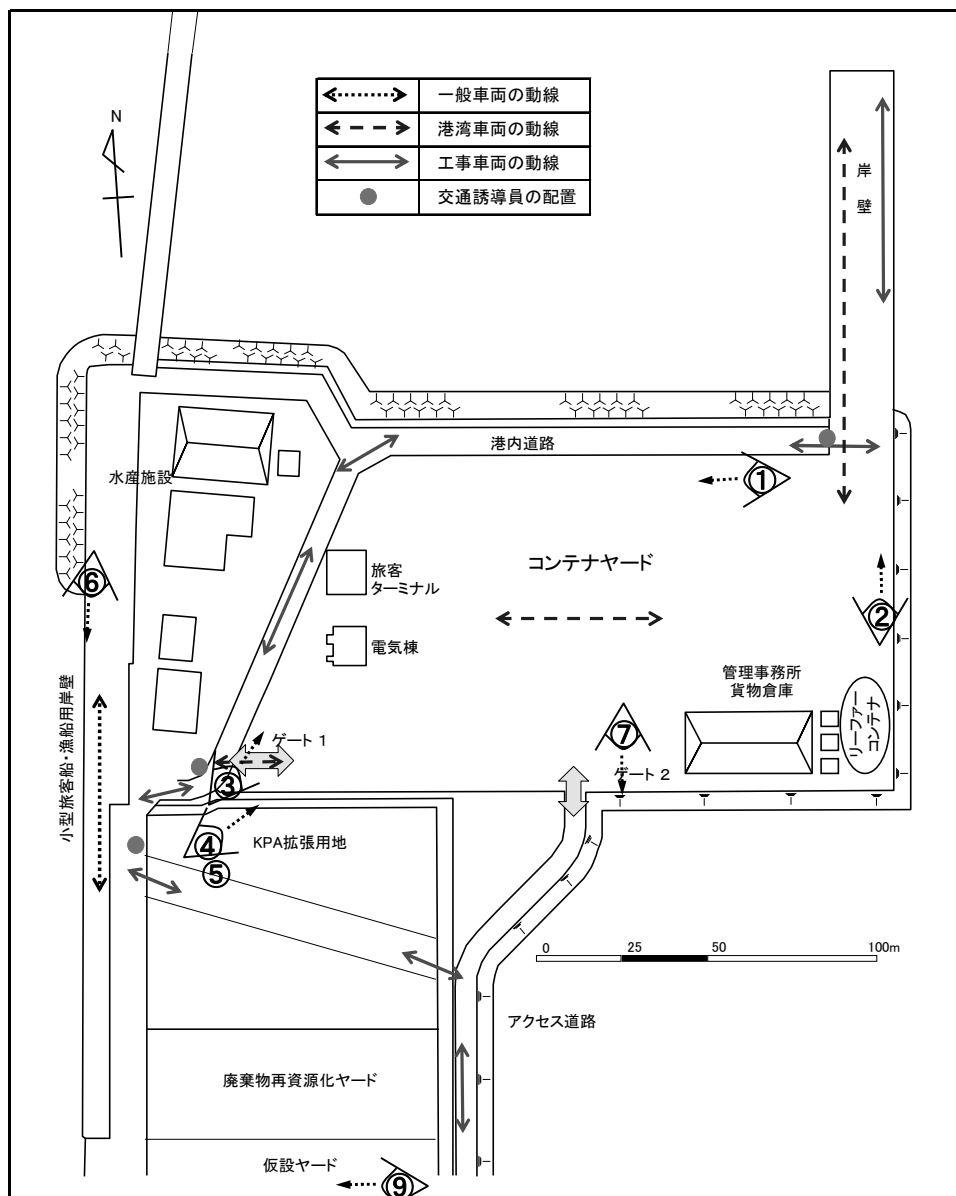 一般車両の動線
N
港湾車両の動線
工事車両の動線
岸壁
交通誘導員の配置
港内道路
水産施設
①
コンテナヤード
旅客
ターミナル
⑥
②
電気棟
管理事務所
貨物倉庫
リーファー
コンテナ
⑦
ゲート 1
ゲート 2
小型旅客船・漁船用岸壁
③
④
KPA拡張用地
⑤
0 25 50 100m
アクセス道路
廃棄物再資源化ヤード
仮設ヤード
⑨